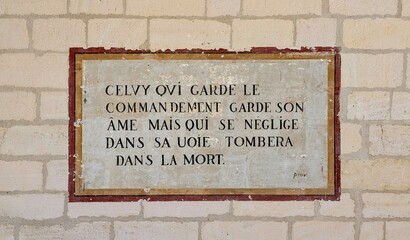 CELVY QVI GARDE LE
COMMANDEMENT GARDE SON
ÂME MAIS QUI SE NEGLIGE
DANS SA UOIE TOMBERA
DANS LA MORT.